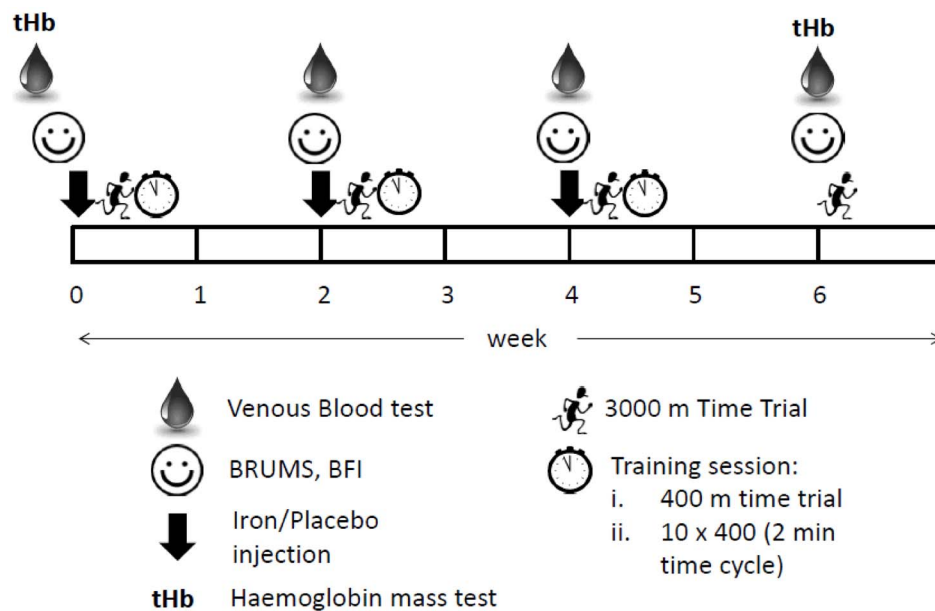 tHb
tHb
0 1 2 3 4 5 6
week
Venous Blood test
3000 m Time Trial
BRUMS, BFI
Training session:
i. 400 m time trial
ii. 10 x 400 (2 min
time cycle)
Iron/Placebo
injection
tHb Haemoglobin mass test